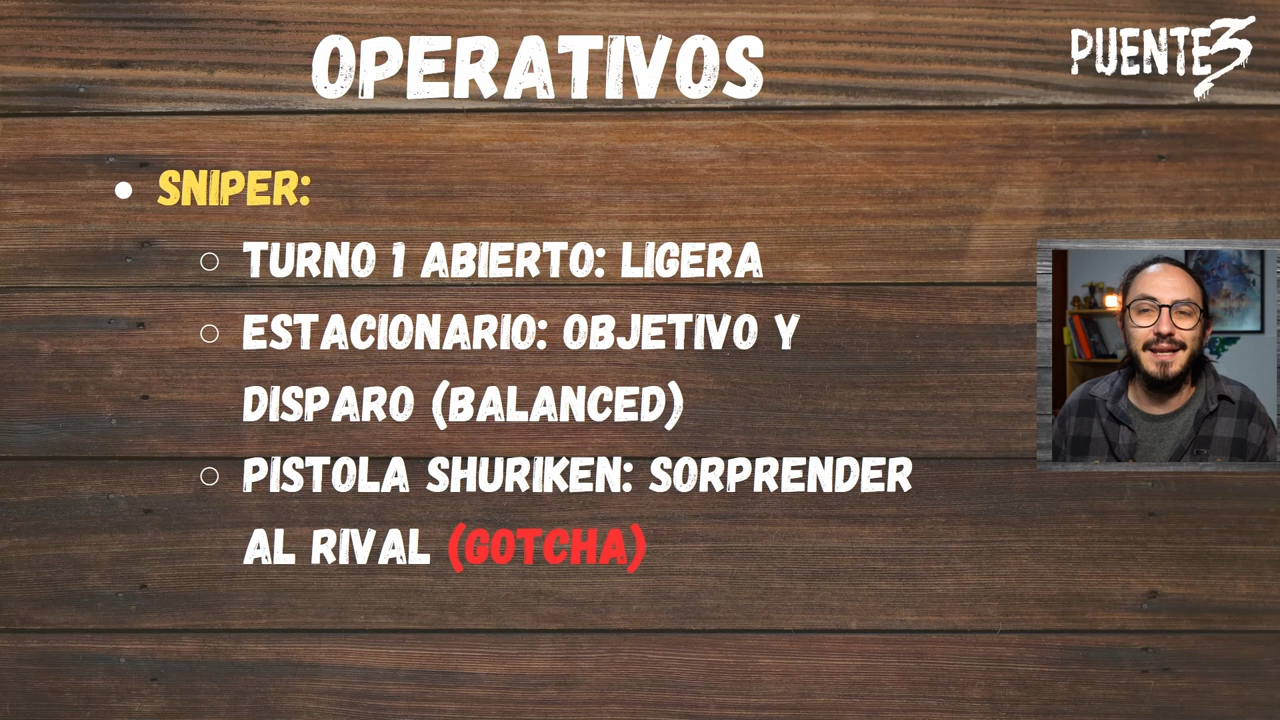 OPERATIVOS
PUENTE3
SNIPER:
TURNO 1 ABIERTO: LIGERA
ESTACIONARIO: OBJETIVO Y
DISPARO (BALANCED)
PISTOLA SHURIKEN: SORPRENDER
AL RIVAL (GOTCHA)